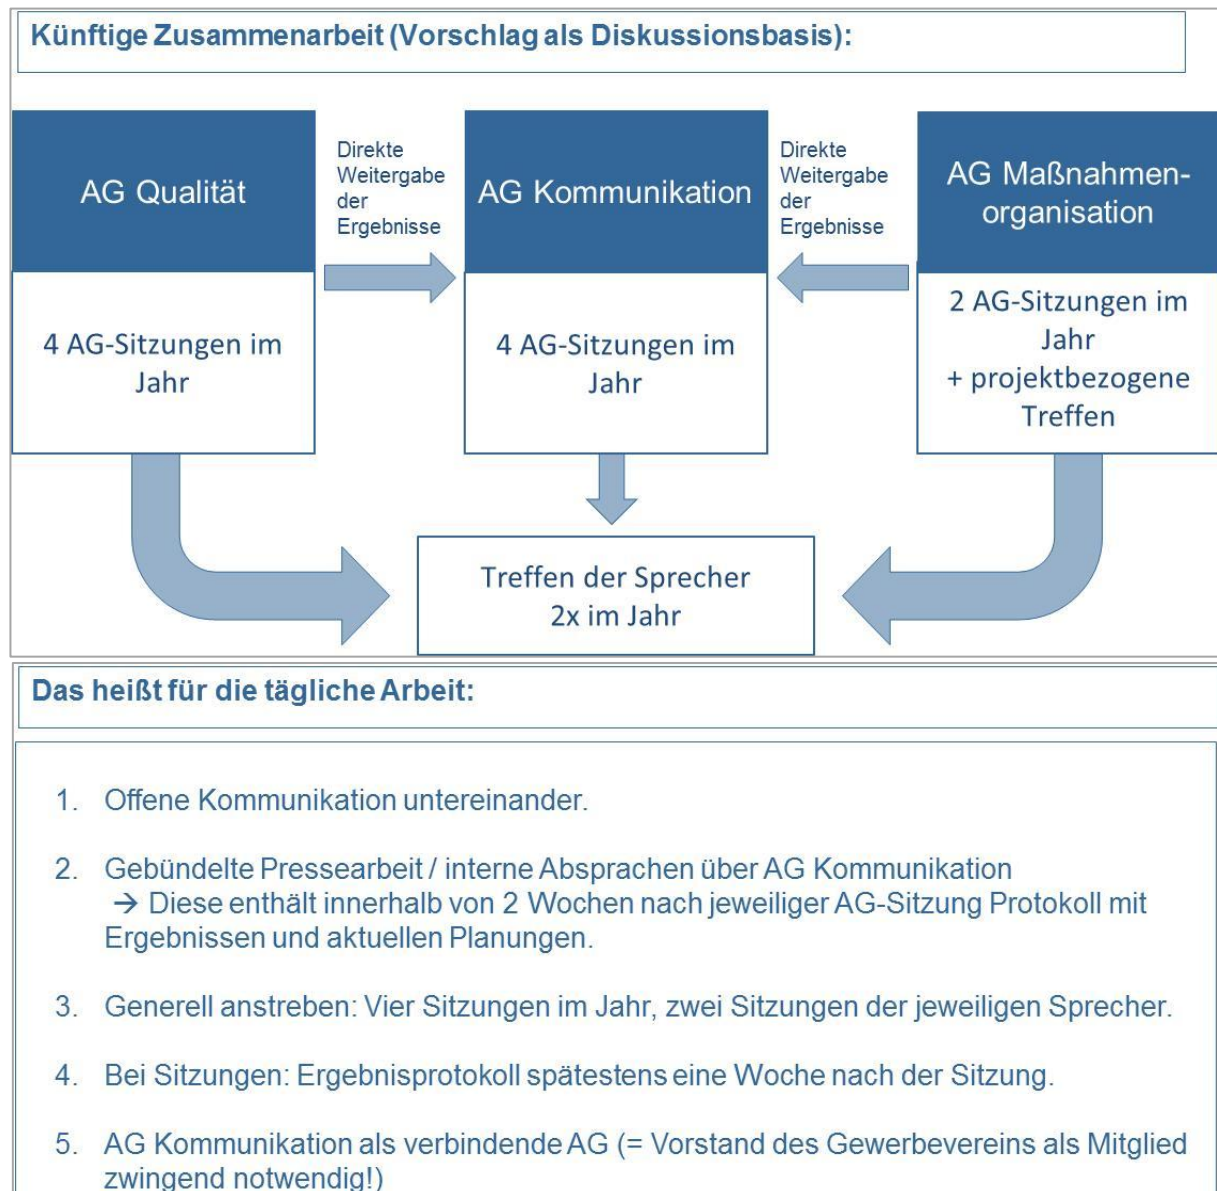 Künftige Zusammenarbeit (Vorschlag als Diskussionsbasis):
AG Qualität
4 AG-Sitzungen im
Jahr
Direkte
Weitergabe
der
Ergebnisse
AG Kommunikation
4 AG-Sitzungen im
Jahr
Direkte
Weitergabe
der
Ergebnisse
AG Maßnahmen-
organisation
2 AG-Sitzungen im
Jahr
+ projektbezogene
Treffen
Treffen der Sprecher
2x im Jahr
Das heißt für die tägliche Arbeit:
1. Offene Kommunikation untereinander.
2. Gebündelte Pressearbeit / interne Absprachen über AG Kommunikation
→ Diese enthält innerhalb von 2 Wochen nach jeweiliger AG-Sitzung Protokoll mit
Ergebnissen und aktuellen Planungen.
3. Generell anstreben: Vier Sitzungen im Jahr, zwei Sitzungen der jeweiligen Sprecher.
4. Bei Sitzungen: Ergebnisprotokoll spätestens eine Woche nach der Sitzung.
5. AG Kommunikation als verbindende AG (= Vorstand des Gewerbevereins als Mitglied
zwingend notwendig!)